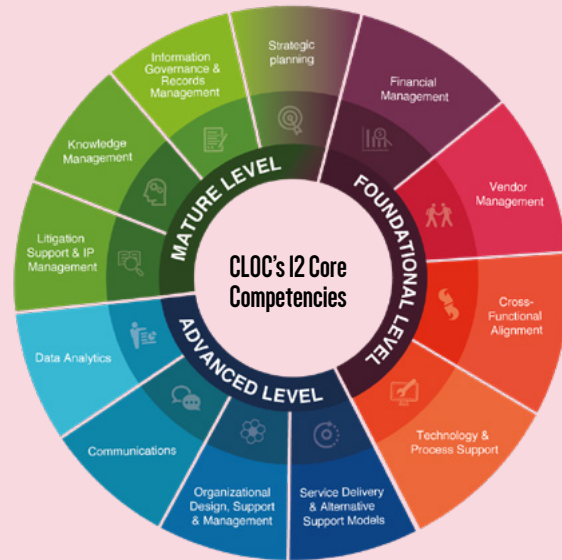 CLOC's 12 Core
Competencies
FOUNDATIONAL LEVEL
ADVANCED LEVEL
MATURE LEVEL
Strategic
planning
Financial
Management
Vendor
Management
Cross-
Functional
Alignment
Technology &
Process Support
Service Delivery
& Alternative
Support Models
Organizational
Design, Support
& Management
Communications
Data Analytics
Litigation
Support & IP
Management
Knowledge
Management
Information
Governance &
Records
Management